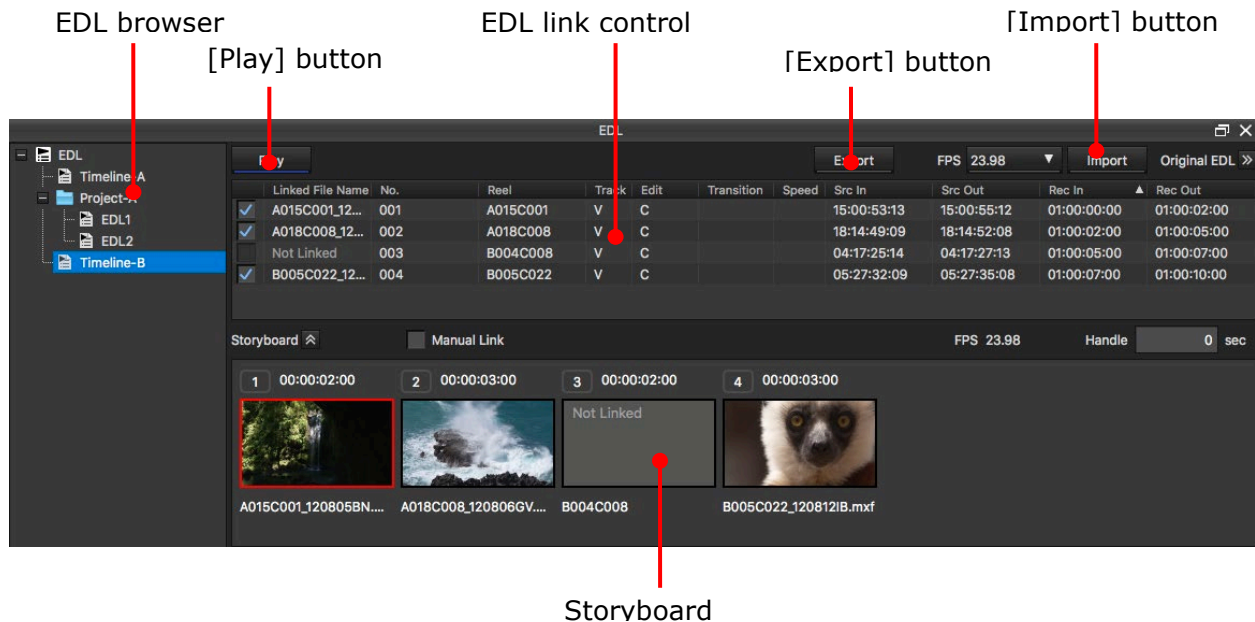 EDL browser
EDL link control
[Import] button
[Play] button
[Export] button
EDL
EDL
Timeline-A
Project-A
EDL1
EDL2
Timeline-B
Play
Export
FPS 23.98
Import
Original EDL
Linked File Name No. Reel Track Edit Transition Speed Src In Src Out Rec In Rec Out
A015C001_12... 001 A015C001 V C 15:00:53:13 15:00:55:12 01:00:00:00 01:00:02:00
A018C008_12... 002 A018C008 V C 18:14:49:09 18:14:52:08 01:00:02:00 01:00:05:00
Not Linked 003 B004C008 V C 04:17:25:14 04:17:27:13 01:00:05:00 01:00:07:00
B005C022_12... 004 B005C022 V C 05:27:32:09 05:27:35:08 01:00:07:00 01:00:10:00
Storyboard Manual Link FPS 23.98 Handle 0 sec
1 00:00:02:00 2 00:00:03:00 3 00:00:02:00 4 00:00:03:00
Not Linked
A015C001_120805BN.... A018C008_120806GV.... B004C008 B005C022_120812IB.mxf
Storyboard